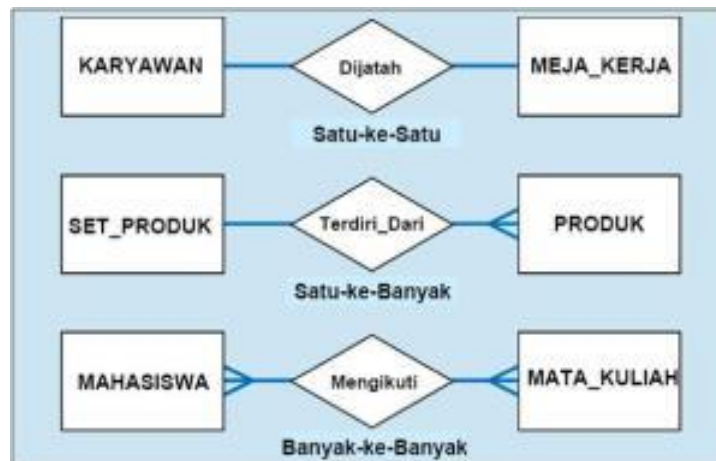 KARYAWAN
Dijatah
MEJA_KERJA
Satu-ke-Satu
SET_PRODUK
Terdiri_Dari
PRODUK
Satu-ke-Banyak
MAHASISWA
Mengikuti
MATA_KULIAH
Banyak-ke-Banyak